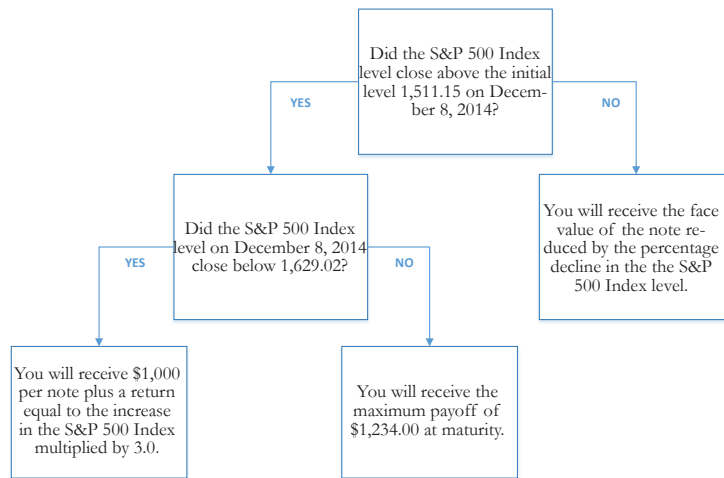 Did the S&P 500 Index
level close above the initial
level 1,511.15 on Decem-
ber 8, 2014?
YES
NO
Did the S&P 500 Index
level on December 8, 2014
close below 1,629.02?
You will receive the face
value of the note re-
duced by the percentage
decline in the the S&P
500 Index level.
YES
NO
You will receive $1,000
per note plus a return
equal to the increase
in the S&P 500 Index
multiplied by 3.0.
You will receive the
maximum payoff of
$1,234.00 at maturity.